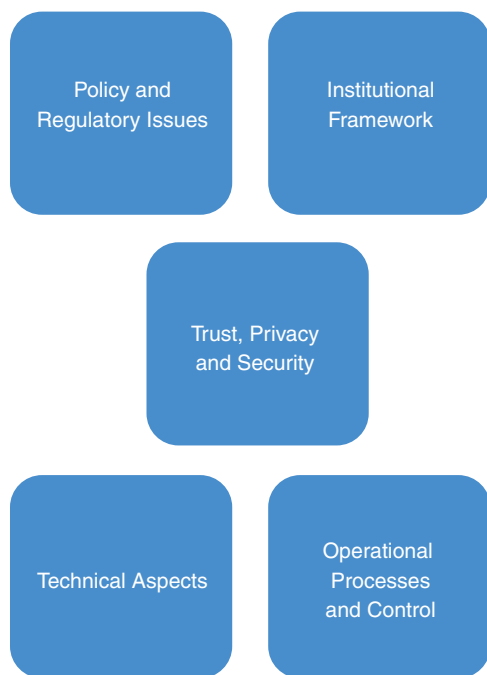 Policy and
Regulatory Issues
Institutional
Framework
Trust, Privacy
and Security
Technical Aspects
Operational
Processes
and Control